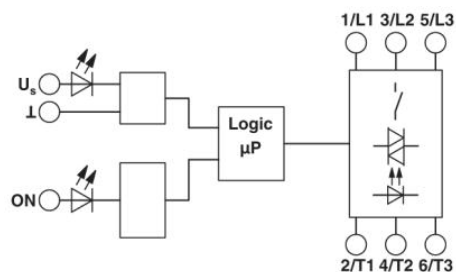 1/L1 3/L2 5/L3
Us
⊥
Logic
µP
ON
2/T1 4/T2 6/T3